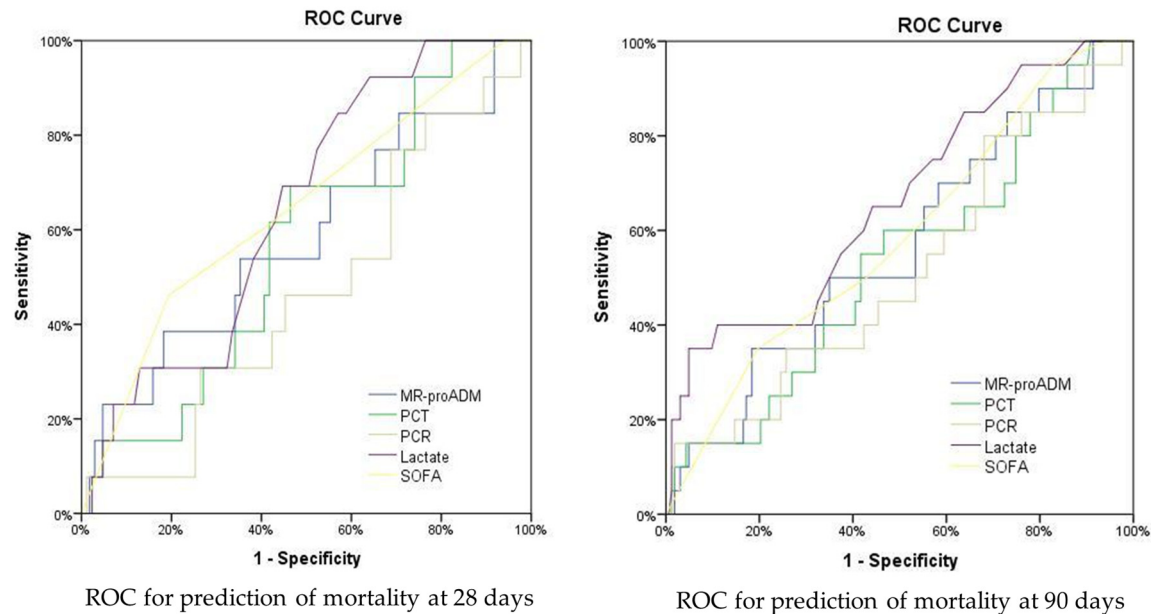 ROC Curve
100%
80%
60%
40%
20%
0%
Sensitivity
MR-proADM
PCT
PCR
Lactate
SOFA
0% 20% 40% 60% 80% 100%
1 - Specificity
ROC for prediction of mortality at 28 days
ROC Curve
100%
80%
60%
40%
20%
0%
Sensitivity
MR-proADM
PCT
PCR
Lactate
SOFA
0% 20% 40% 60% 80% 100%
1 - Specificity
ROC for prediction of mortality at 90 days